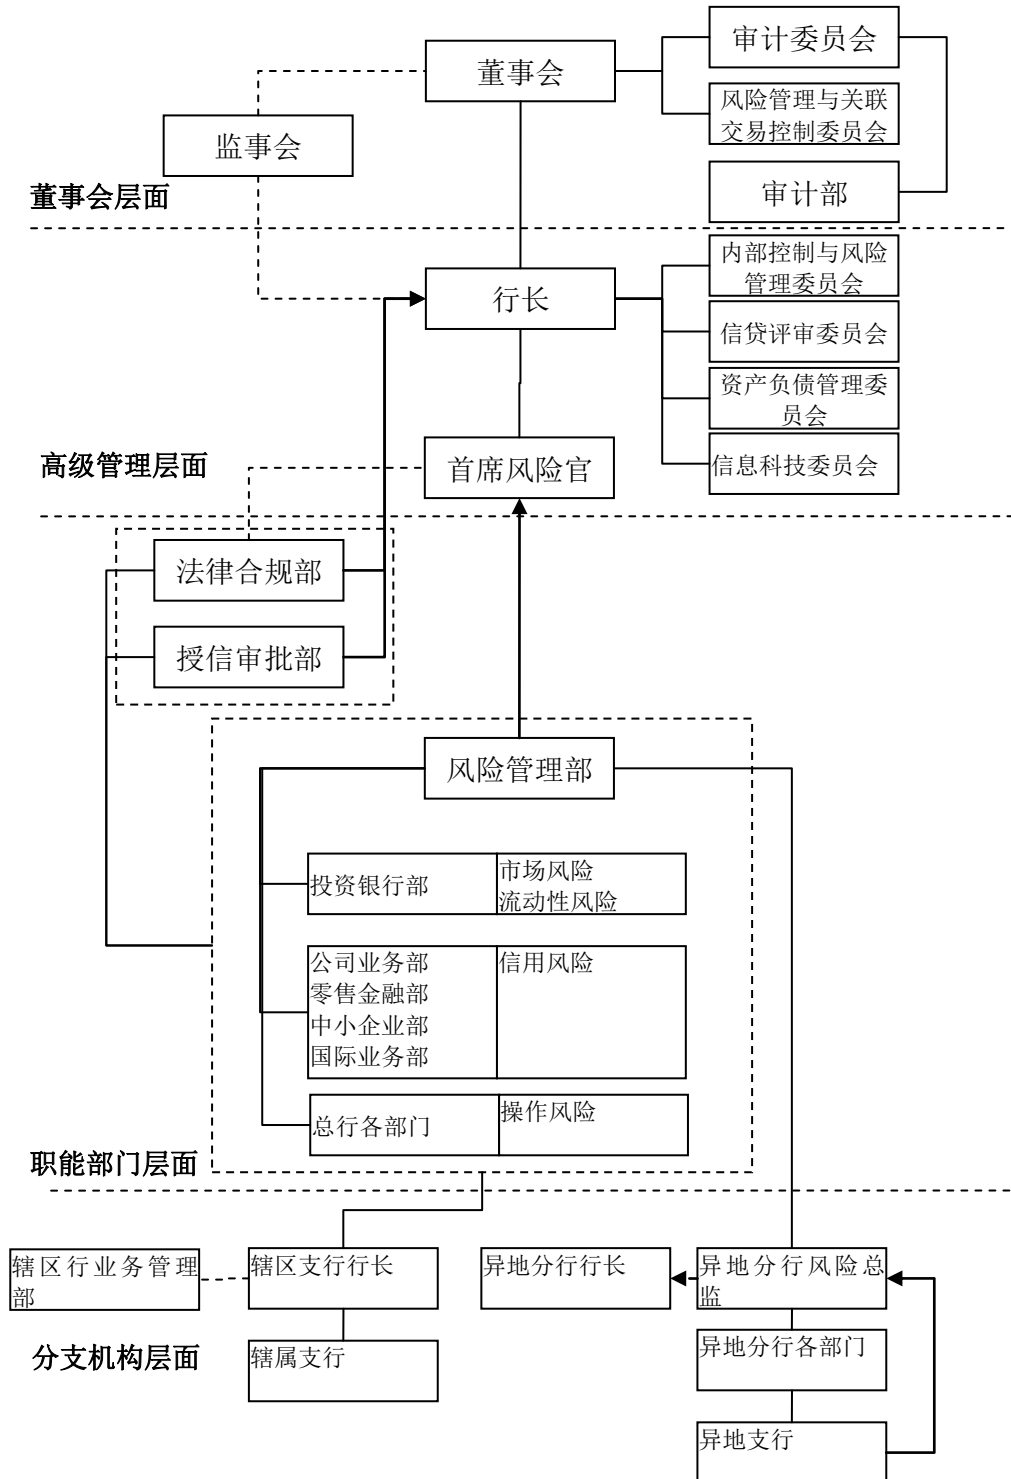 审计委员会
董事会
风险管理与关联
交易控制委员会
监事会
审计部
董事会层面
内部控制与风险
管理委员会
行长
信贷评审委员会
资产负债管理委
员会
首席风险官
信息科技委员会
高级管理层面
法律合规部
授信审批部
风险管理部
投资银行部
市场风险
流动性风险
公司业务部
零售金融部
中小企业部
国际业务部
信用风险
总行各部门
操作风险
职能部门层面
辖区行业务管理
部
辖区支行行长
异地分行行长
异地分行风险总
监
分支机构层面
辖属支行
异地分行各部门
异地支行